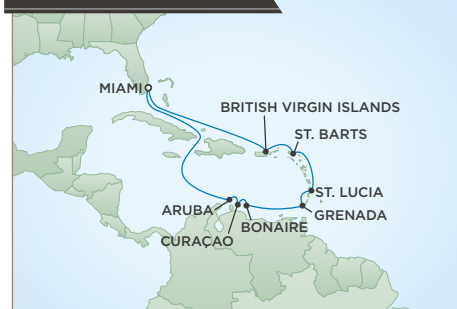 MIAMI
BRITISH VIRGIN ISLANDS
ST. BARTS
ST. LUCIA
ARUBA
GRENADA
BONAIRE
CURAÇAO